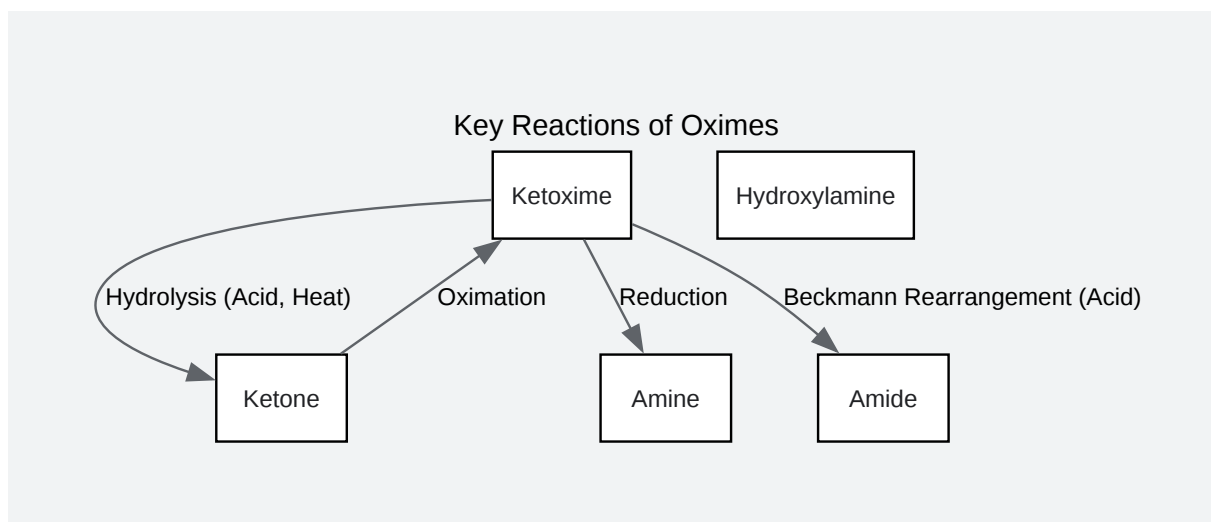 Key Reactions of Oximes
Ketoxime
Hydroxylamine
Hydrolysis (Acid, Heat)
Oximation
Reduction
Beckmann Rearrangement (Acid)
Ketone
Amine
Amide